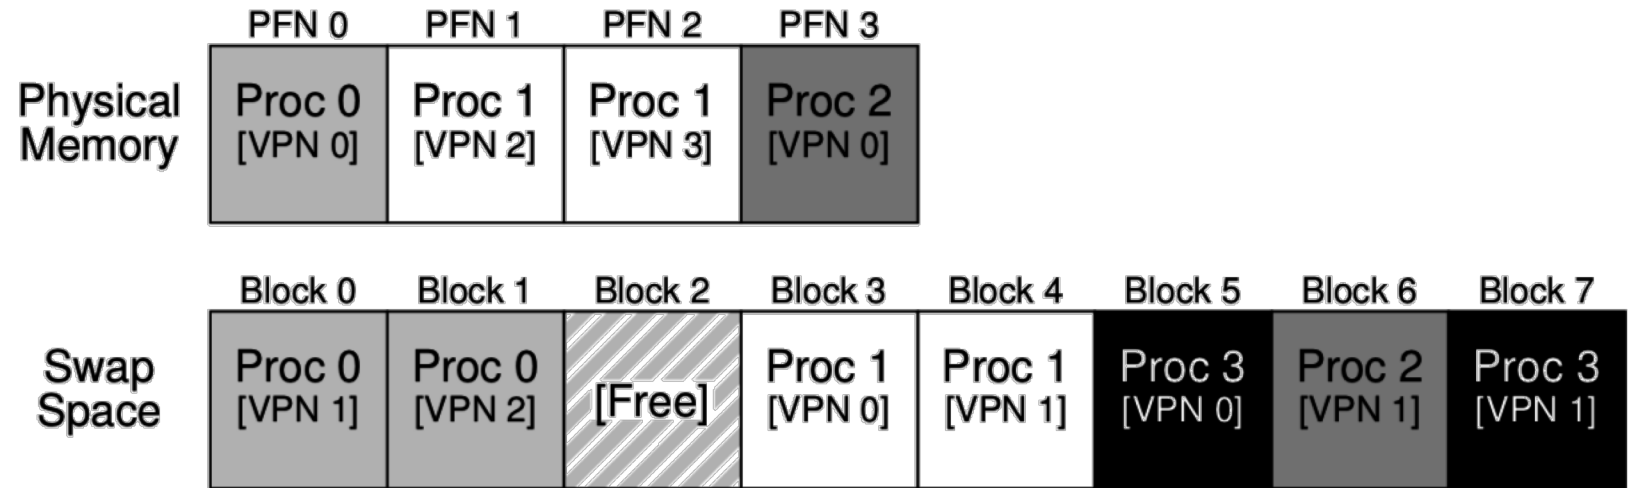 PFN 0 PFN 1 PFN 2 PFN 3
Physical Memory
Proc 0 Proc 1 Proc 1 Proc 2
[VPN 0] [VPN 2] [VPN 3] [VPN 0]
Block 0 Block 1 Block 2 Block 3 Block 4 Block 5 Block 6 Block 7
Swap Space
Proc 0 Proc 0 [Free] Proc 1 Proc 1 Proc 3 Proc 2 Proc 3
[VPN 1] [VPN 2] [VPN 0] [VPN 1] [VPN 0] [VPN 1] [VPN 1]